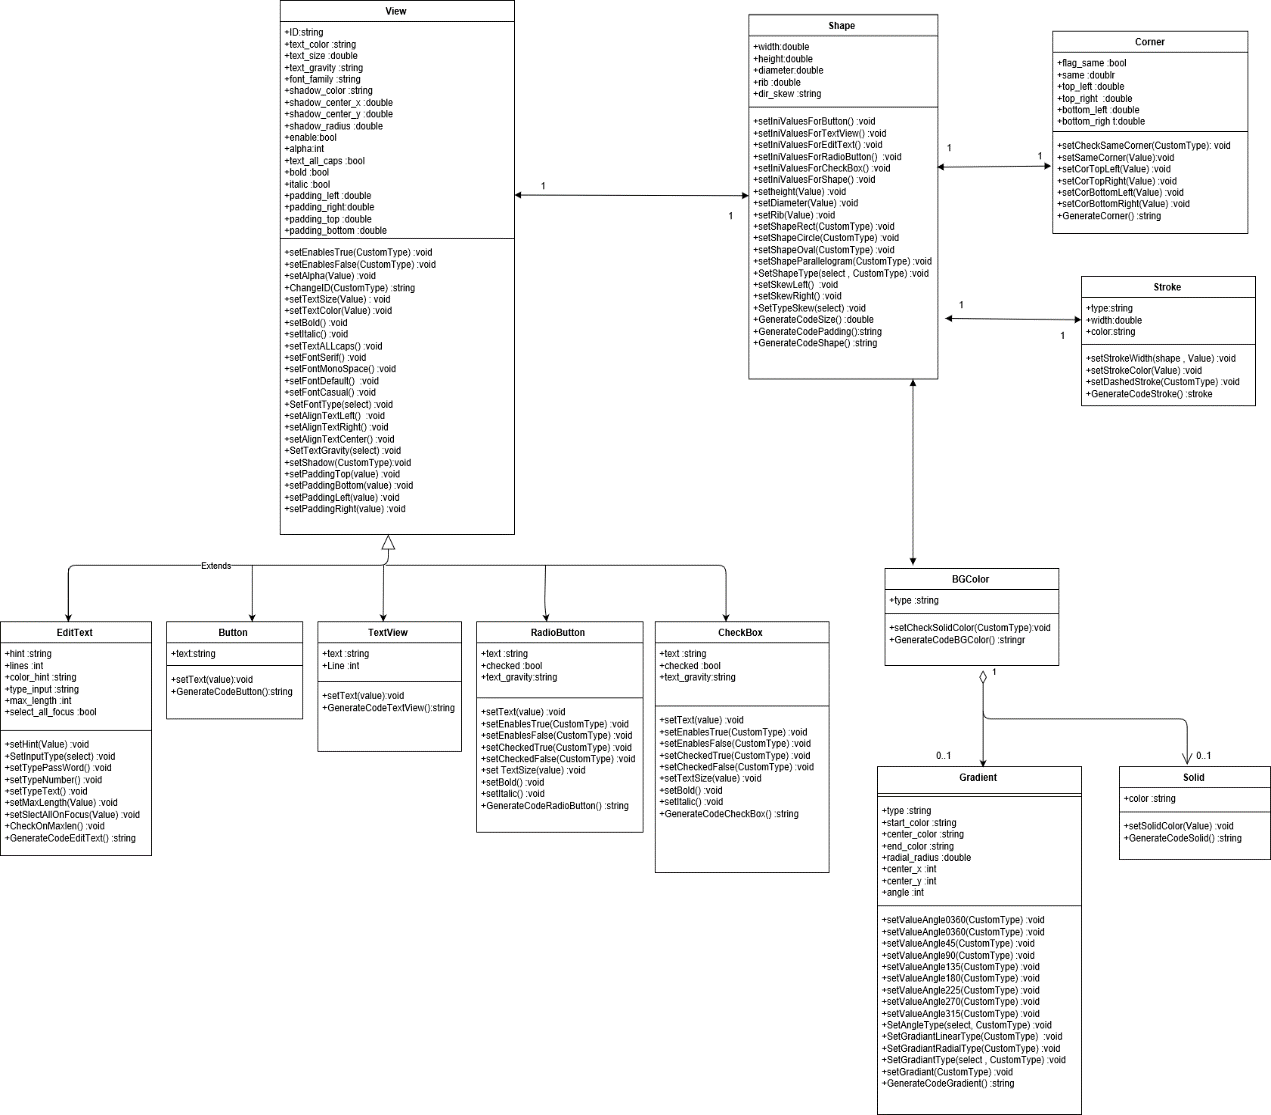 View
+ID:string
+text_color :string
+text_size :double
+text_gravity :string
+font_family :string
+shadow_color :string
+shadow_center_x :double
+shadow_center_y :double
+shadow_radius :double
+enable:bool
+alpha:int
+text_all_caps :bool
+bold :bool
+italic :bool
+padding_left :double
+padding_right:double
+padding_top :double
+padding_bottom :double
+setEnablesTrue(CustomType) :void
+setEnablesFalse(CustomType) :void
+setAlpha(Value) :void
+ChangeID(CustomType) :string
+setTextSize(Value) : void
+setTextColor(Value) :void
+setBold() :void
+setItalic() :void
+setTextALLcaps() :void
+setFontSerif() :void
+setFontMonoSpace() :void
+setFontDefault() :void
+setFontCasual() :void
+SetFontType(select) :void
+setAlignTextLeft() :void
+setAlignTextRight() :void
+setAlignTextCenter() :void
+SetTextGravity(select) :void
+setShadow(CustomType):void
+setPaddingTop(value) :void
+setPaddingBottom(value) :void
+setPaddingLeft(value) :void
+setPaddingRight(value) :void
1
1
Shape
+width:double
+height:double
+diameter:double
+rib :double
+dir_skew :string
+setIniValuesForButton() :void
+setIniValuesForTextView() :void
+setIniValuesForEditText() :void
+setIniValuesForRadioButton() :void
+setIniValuesForCheckBox() :void
+setIniValuesForShape() :void
+setheight(Value) :void
+setDiameter(Value) :void
+setRib(Value) :void
+setShapeRect(CustomType) :void
+setShapeCircle(CustomType) :void
+setShapeOval(CustomType) :void
+setShapeParallelogram(CustomType) :void
+SetShapeType(select , CustomType) :void
+setSkewLeft() :void
+setSkewRight() :void
+SetTypeSkew(select) :void
+GenerateCodeSize() :double
+GenerateCodePadding():string
+GenerateCodeShape() :string
1
1
Corner
+flag_same :bool
+same :doublr
+top_left :double
+top_right :double
+bottom_left :double
+bottom_righ t:double
+setCheckSameCorner(CustomType): void
+setSameCorner(Value):void
+setCorTopLeft(Value) :void
+setCorTopRight(Value) :void
+setCorBottomLeft(Value) :void
+setCorBottomRight(Value) :void
+GenerateCorner() :string
1
1
Stroke
+type:string
+width:double
+color:string
+setStrokeWidth(shape , Value) :void
+setStrokeColor(Value) :void
+setDashedStroke(CustomType) :void
+GenerateCodeStroke() :stroke
Extends
EditText
+hint :string
+lines :int
+color_hint :string
+type_input :string
+max_length :int
+select_all_focus :bool
+setHint(Value) :void
+SetInputType(select) :void
+setTypePassWord() :void
+setTypeNumber() :void
+setTypeText() :void
+setMaxLength(Value) :void
+setSlectAllOnFocus(Value) :void
+CheckOnMaxlen() :void
+GenerateCodeEditText() :string
Button
+text:string
+setText(value):void
+GenerateCodeButton():string
TextView
+text :string
+Line :int
+setText(value):void
+GenerateCodeTextView():string
RadioButton
+text :string
+checked :bool
+text_gravity:string
+setText(value) :void
+setEnablesTrue(CustomType) :void
+setEnablesFalse(CustomType) :void
+setCheckedTrue(CustomType) :void
+setCheckedFalse(CustomType) :void
+set TextSize(value) :void
+setBold() :void
+setItalic() :void
+GenerateCodeRadioButton() :string
CheckBox
+text :string
+checked :bool
+text_gravity:string
+setText(value) :void
+setEnablesTrue(CustomType) :void
+setEnablesFalse(CustomType) :void
+setCheckedTrue(CustomType) :void
+setCheckedFalse(CustomType) :void
+setTextSize(value) :void
+setBold() :void
+setItalic() :void
+GenerateCodeCheckBox() :string
BGColor
+type :string
+setCheckSolidColor(CustomType):void
+GenerateCodeBGColor() :stringr
1
0..1
0..1
Gradient
+type :string
+start_color :string
+center_color :string
+end_color :string
+radial_radius :double
+center_x :int
+center_y :int
+angle :int
+setValueAngle0360(CustomType) :void
+setValueAngle0360(CustomType) :void
+setValueAngle45(CustomType) :void
+setValueAngle90(CustomType) :void
+setValueAngle135(CustomType) :void
+setValueAngle180(CustomType) :void
+setValueAngle225(CustomType) :void
+setValueAngle270(CustomType) :void
+setValueAngle315(CustomType) :void
+SetAngleType(select, CustomType) :void
+SetGradiantLinearType(CustomType) :void
+SetGradiantRadialType(CustomType) :void
+SetGradiantType(select , CustomType) :void
+setGradiant(CustomType) :void
+GenerateCodeGradient() :string
Solid
+color :string
+setSolidColor(Value) :void
+GenerateCodeSolid() :string